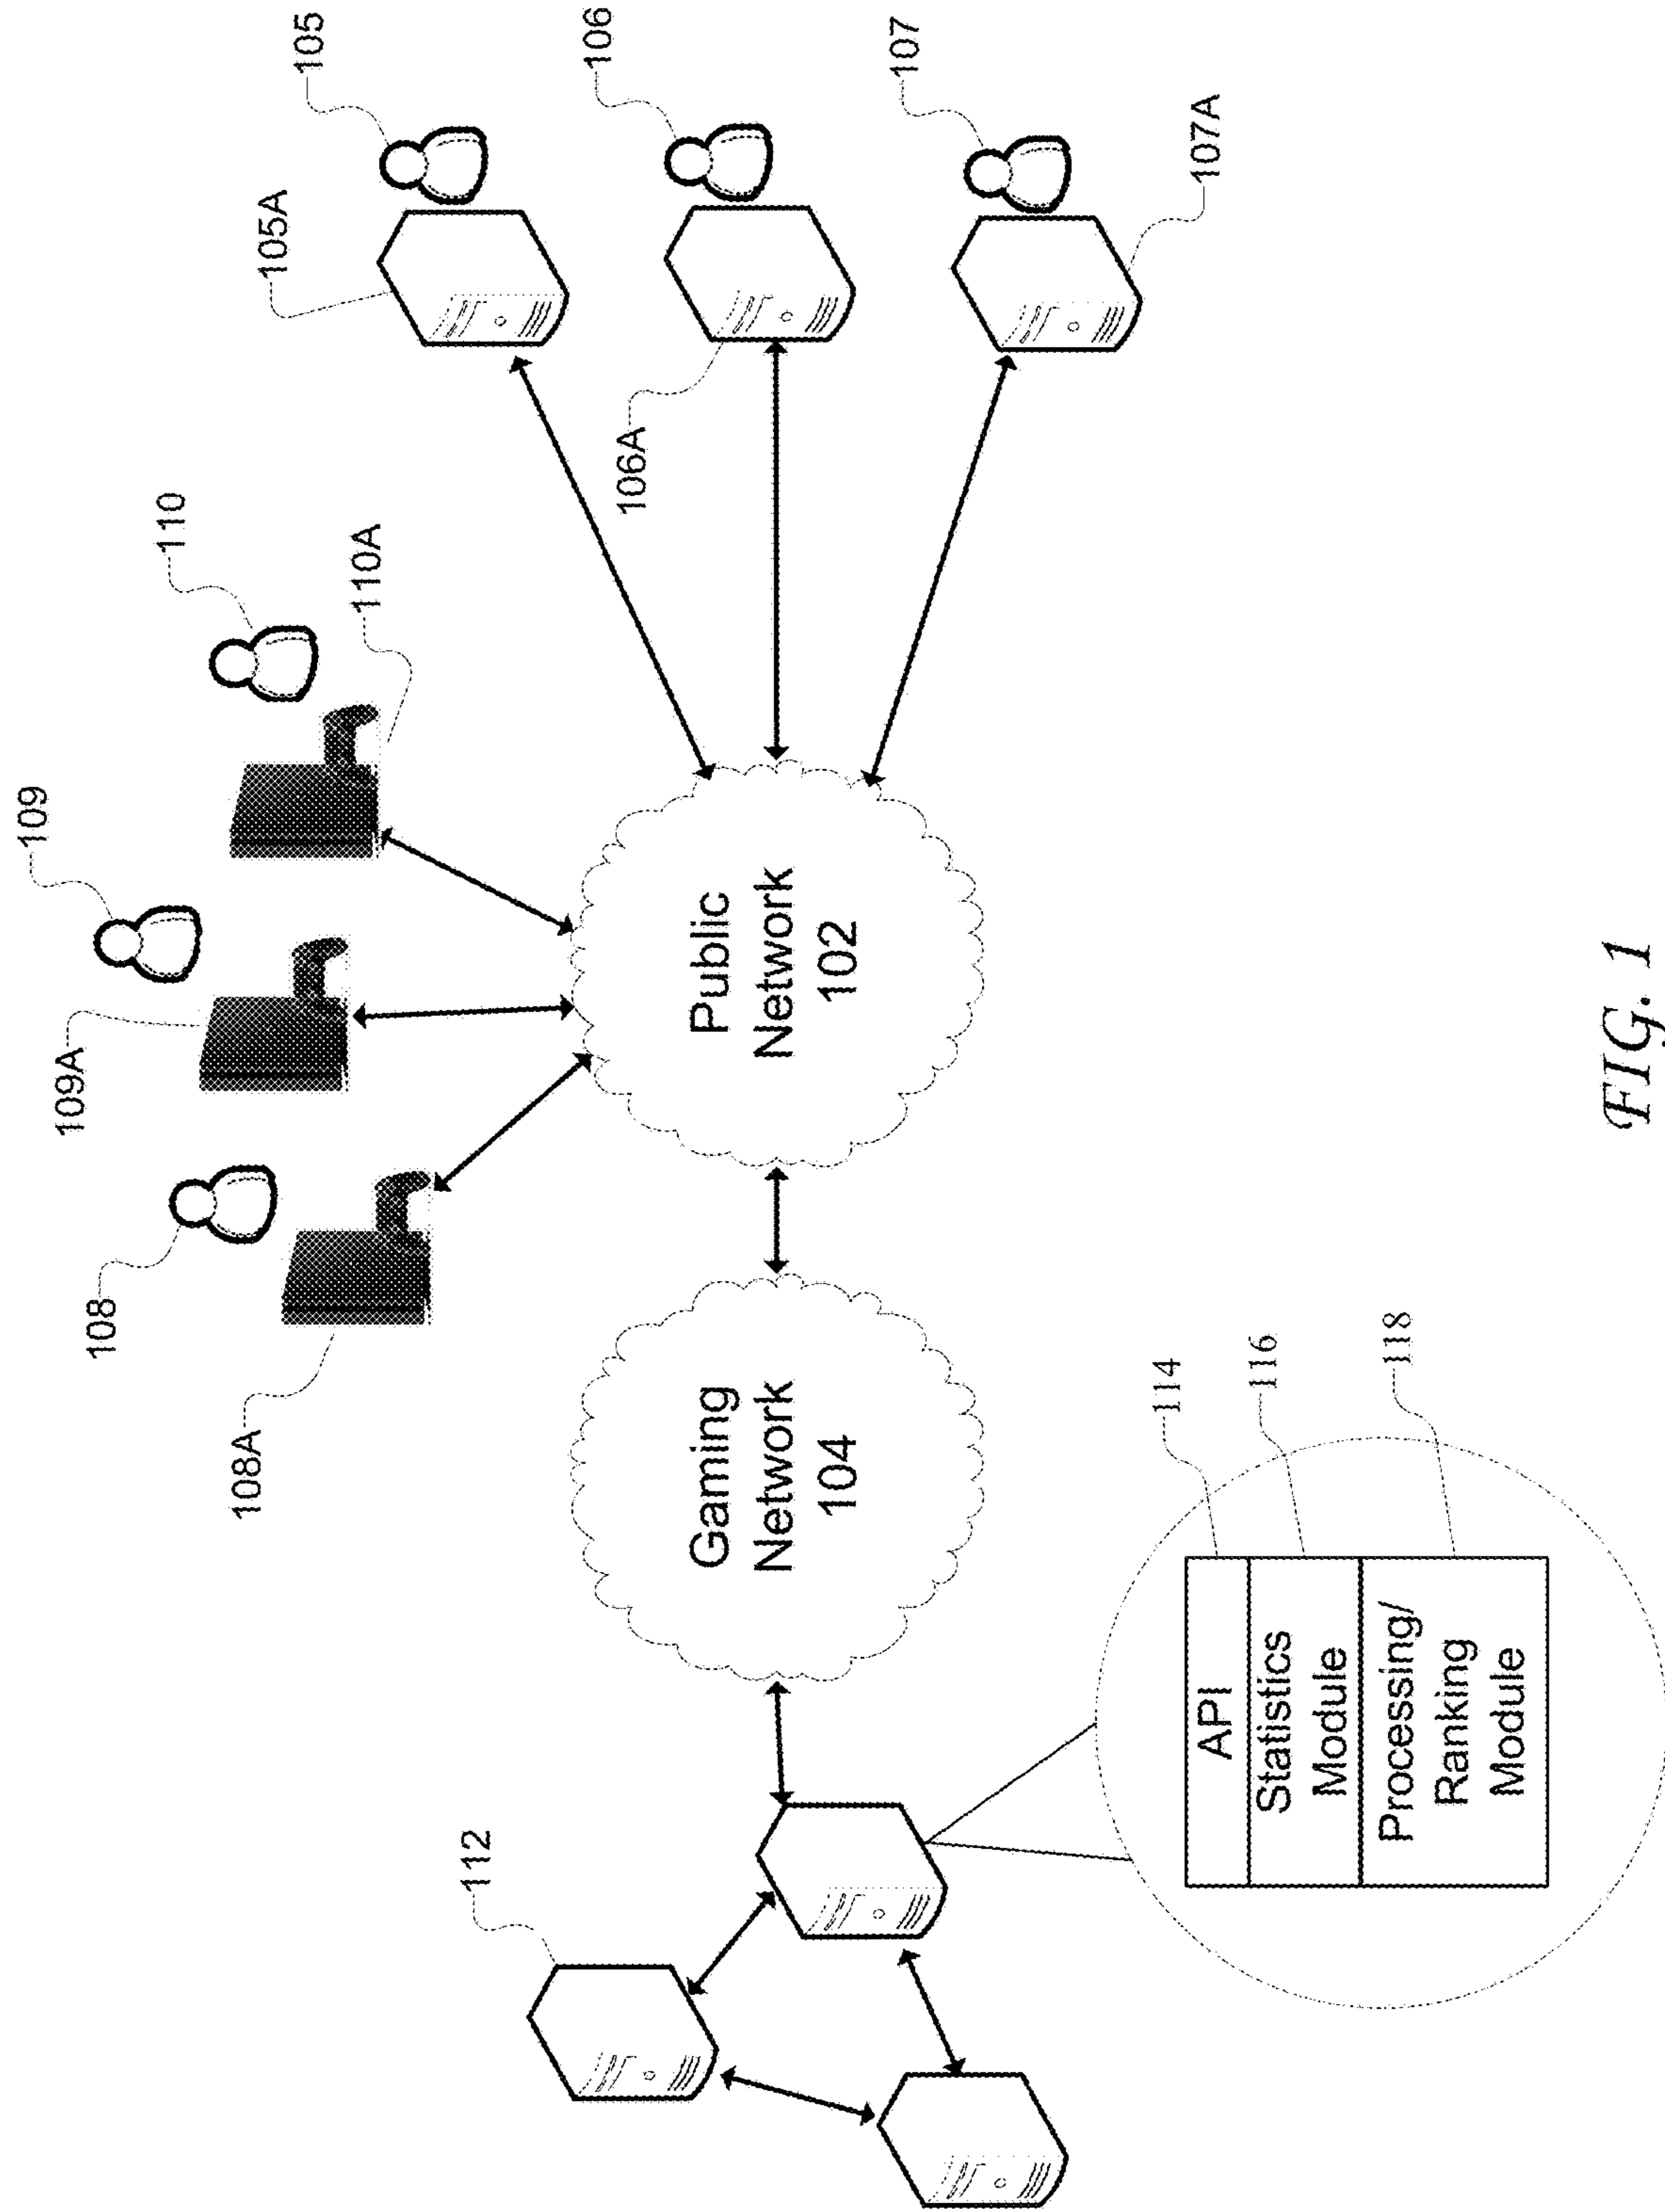 108
109
110
108A
109A
110A
105
105A
106
106A
107
107A
112
Gaming
Network
104
Public
Network
102
API
Statistics
Module
Processing/
Ranking
Module
114
116
118
FIG. 1